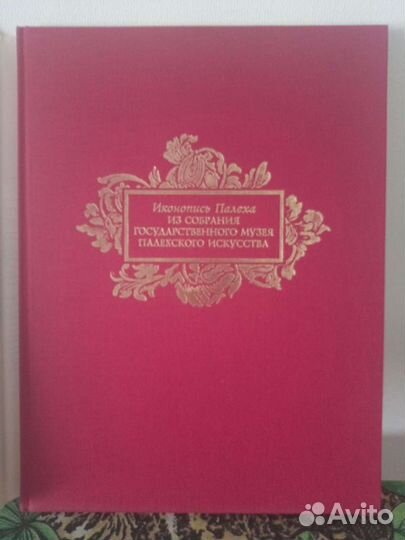 Иконопись Палеха
ИЗ СОБРАНИЯ
ГОСУДАРСТВЕННОГО МУЗЕЯ
ПАЛЕХСКОГО ИСКУССТВА
Avito